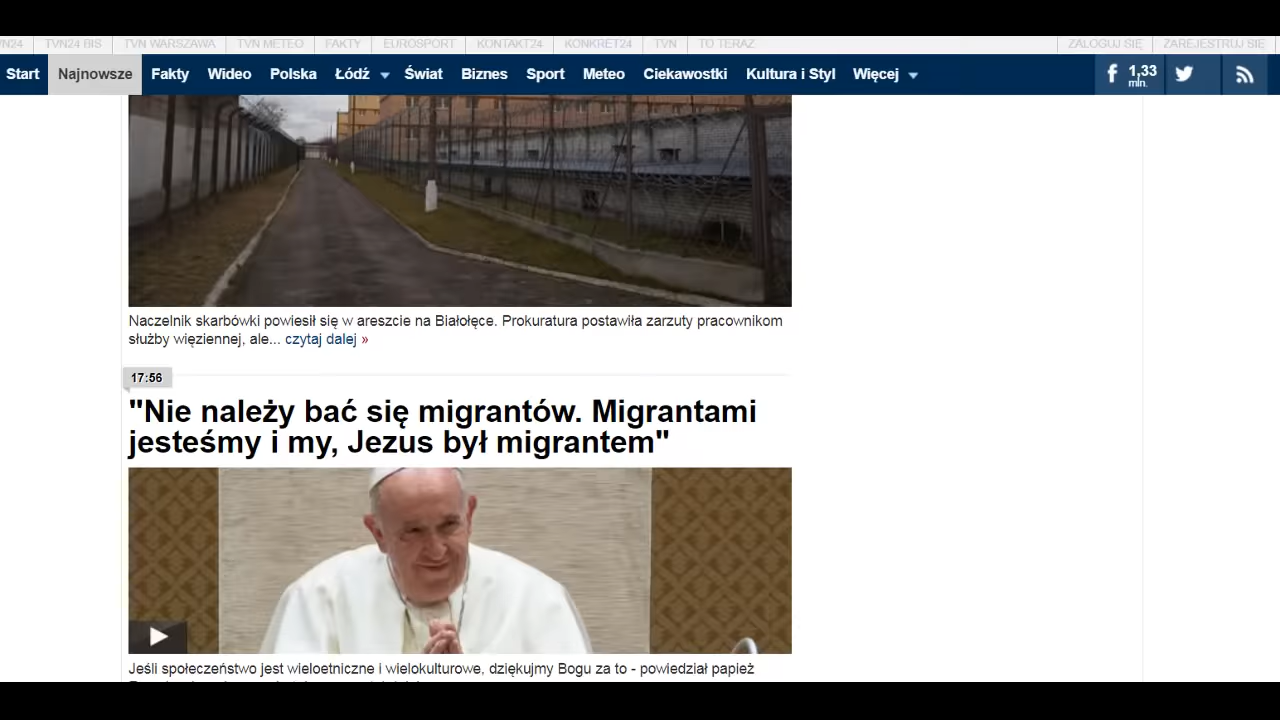 TVN24 BIS TVN WARSZAWA TVN METEO FAKTY EUROSPORT KONTAKT24 KONKRET24 TVN TO TERAZ ZALOGUJ SIĘ ZAREJESTRUJ SIĘ
Start Najnowsze Fakty Wideo Polska Łódź Świat Biznes Sport Meteo Ciekawostki Kultura i Styl Więcej 1,33
mln.
Naczelnik skarbówki powiesił się w areszcie na Białołęce. Prokuratura postawiła zarzuty pracownikom
służby więziennej, ale... czytaj dalej »
17:56
"Nie należy bać się migrantów. Migrantami
jesteśmy i my, Jezus był migrantem"
Jeśli społeczeństwo jest wieloetniczne i wielokulturowe, dziękujmy Bogu za to - powiedział papież